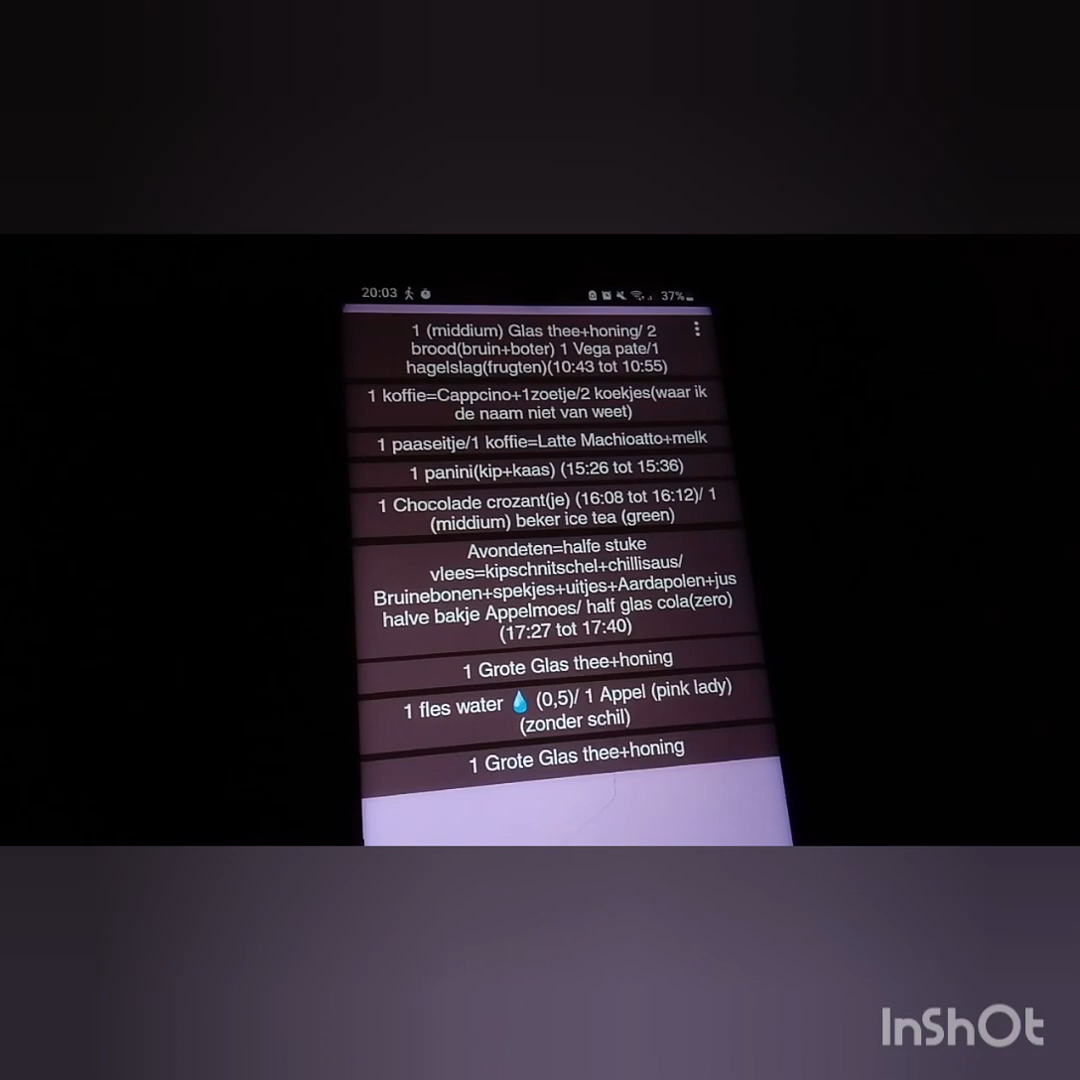 20:03
37%
1 (middium) Glas thee+honing/ 2
brood(bruin+boter) 1 Vega pate/1
hagelslag(frugten)(10:43 tot 10:55)
1 koffie=Cappcino+1zoetje/2 koekjes(waar ik
de naam niet van weet)
1 paaseitje/1 koffie=Latte Machioatto+melk
1 panini(kip+kaas) (15:26 tot 15:36)
1 Chocolade crozant(je) (16:08 tot 16:12)/ 1
(middium) beker ice tea (green)
Avondeten=halfe stuke
vlees=kipschnitschel+chillisaus/
Bruinebonen+spekjes+uitjes+Aardapolen+jus
halve bakje Appelmoes/ half glas cola(zero)
(17:27 tot 17:40)
1 Grote Glas thee+honing
1 fles water 💧 (0,5)/ 1 Appel (pink lady)
(zonder schil)
1 Grote Glas thee+honing
InShOt